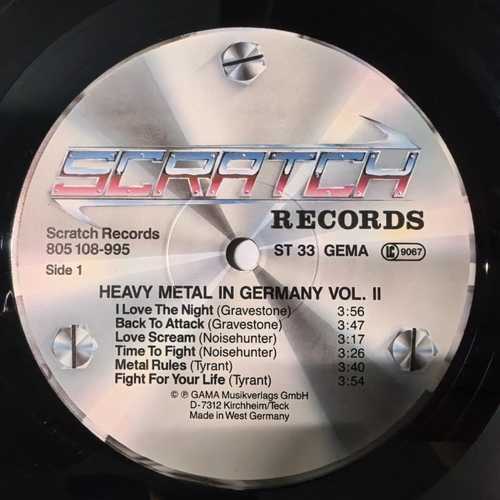 SCRATCH
RECORDS
Scratch Records
805 108-995
ST 33 GEMA LC 9067
Side 1
HEAVY METAL IN GERMANY VOL. II
I Love The Night (Gravestone) 3:56
Back To Attack (Gravestone) 3:47
Love Scream (Noisehunter) 3:17
Time To Fight (Noisehunter) 3:26
Metal Rules (Tyrant) 3:40
Fight For Your Life (Tyrant) 3:54
© ℗ GAMA Musikverlags GmbH
D-7312 Kirchheim/Teck
Made in West Germany